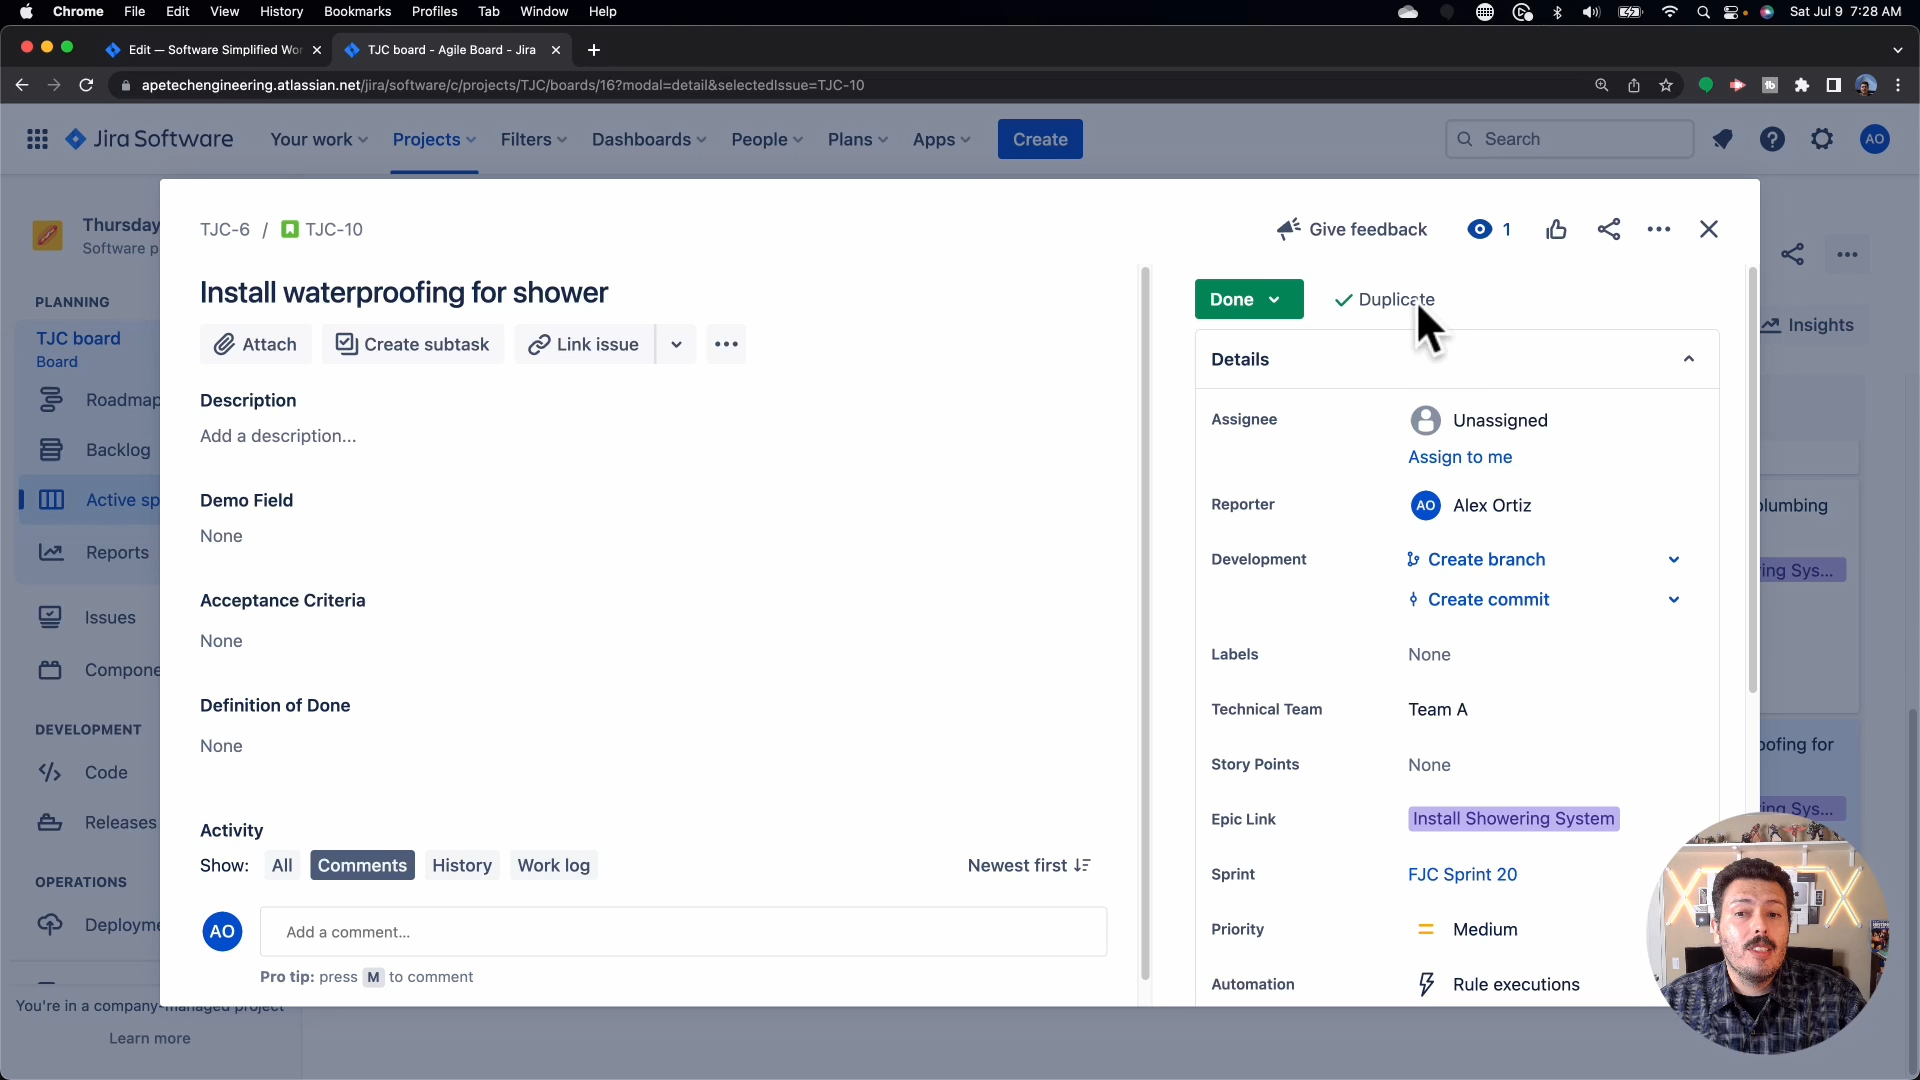 Chrome File Edit View History Bookmarks Profiles Tab Window Help
Sat Jul 9 7:28 AM
Edit — Software Simplified Wor
TJC board - Agile Board - Jira
apetechengineering.atlassian.net/jira/software/c/projects/TJC/boards/16?modal=detail&selectedIssue=TJC-10
Jira Software
Your work Projects Filters Dashboards People Plans Apps Create
Search
AO
Thursday
Software p
PLANNING
TJC board
Board
Roadmap
Backlog
Active sp
Reports
Issues
Compone
DEVELOPMENT
Code
Releases
OPERATIONS
Deployme
You're in a company-managed project
Learn more
TJC-6 / TJC-10
Give feedback
1
Install waterproofing for shower
Attach
Create subtask
Link issue
Description
Add a description...
Demo Field
None
Acceptance Criteria
None
Definition of Done
None
Activity
Show: All Comments History Work log
Newest first
AO
Add a comment...
Pro tip: press M to comment
Done
Duplicate
Details
Assignee
Unassigned
Assign to me
Reporter
AO Alex Ortiz
Development
Create branch
Create commit
Labels
None
Technical Team
Team A
Story Points
None
Epic Link
Install Showering System
Sprint
FJC Sprint 20
Priority
Medium
Automation
Rule executions
Insights
lumbing
ing Sys...
ofing for
ing Sys...